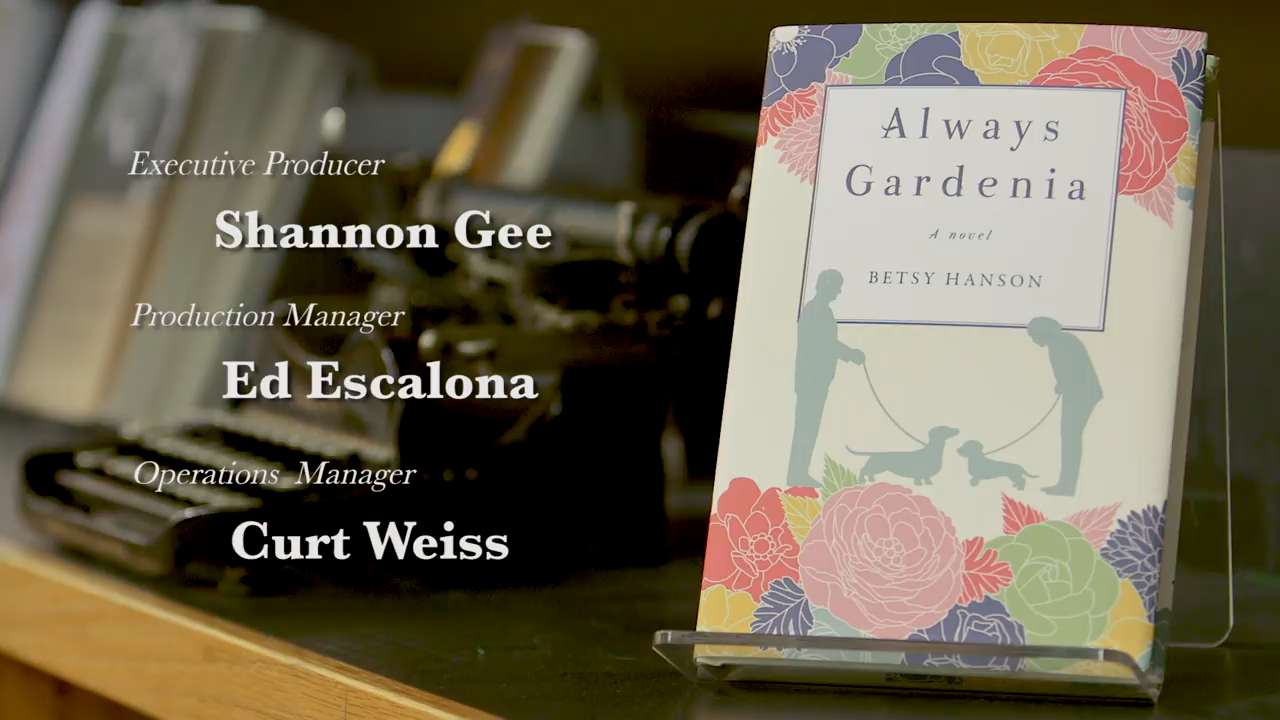 Executive Producer
Shannon Gee
Production Manager
Ed Escalona
Operations Manager
Curt Weiss
Always
Gardenia
A novel
BETSY HANSON